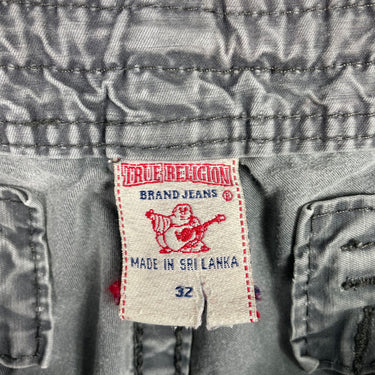 TRUE RELIGION
BRAND JEANS ®
MADE IN SRI LANKA
32